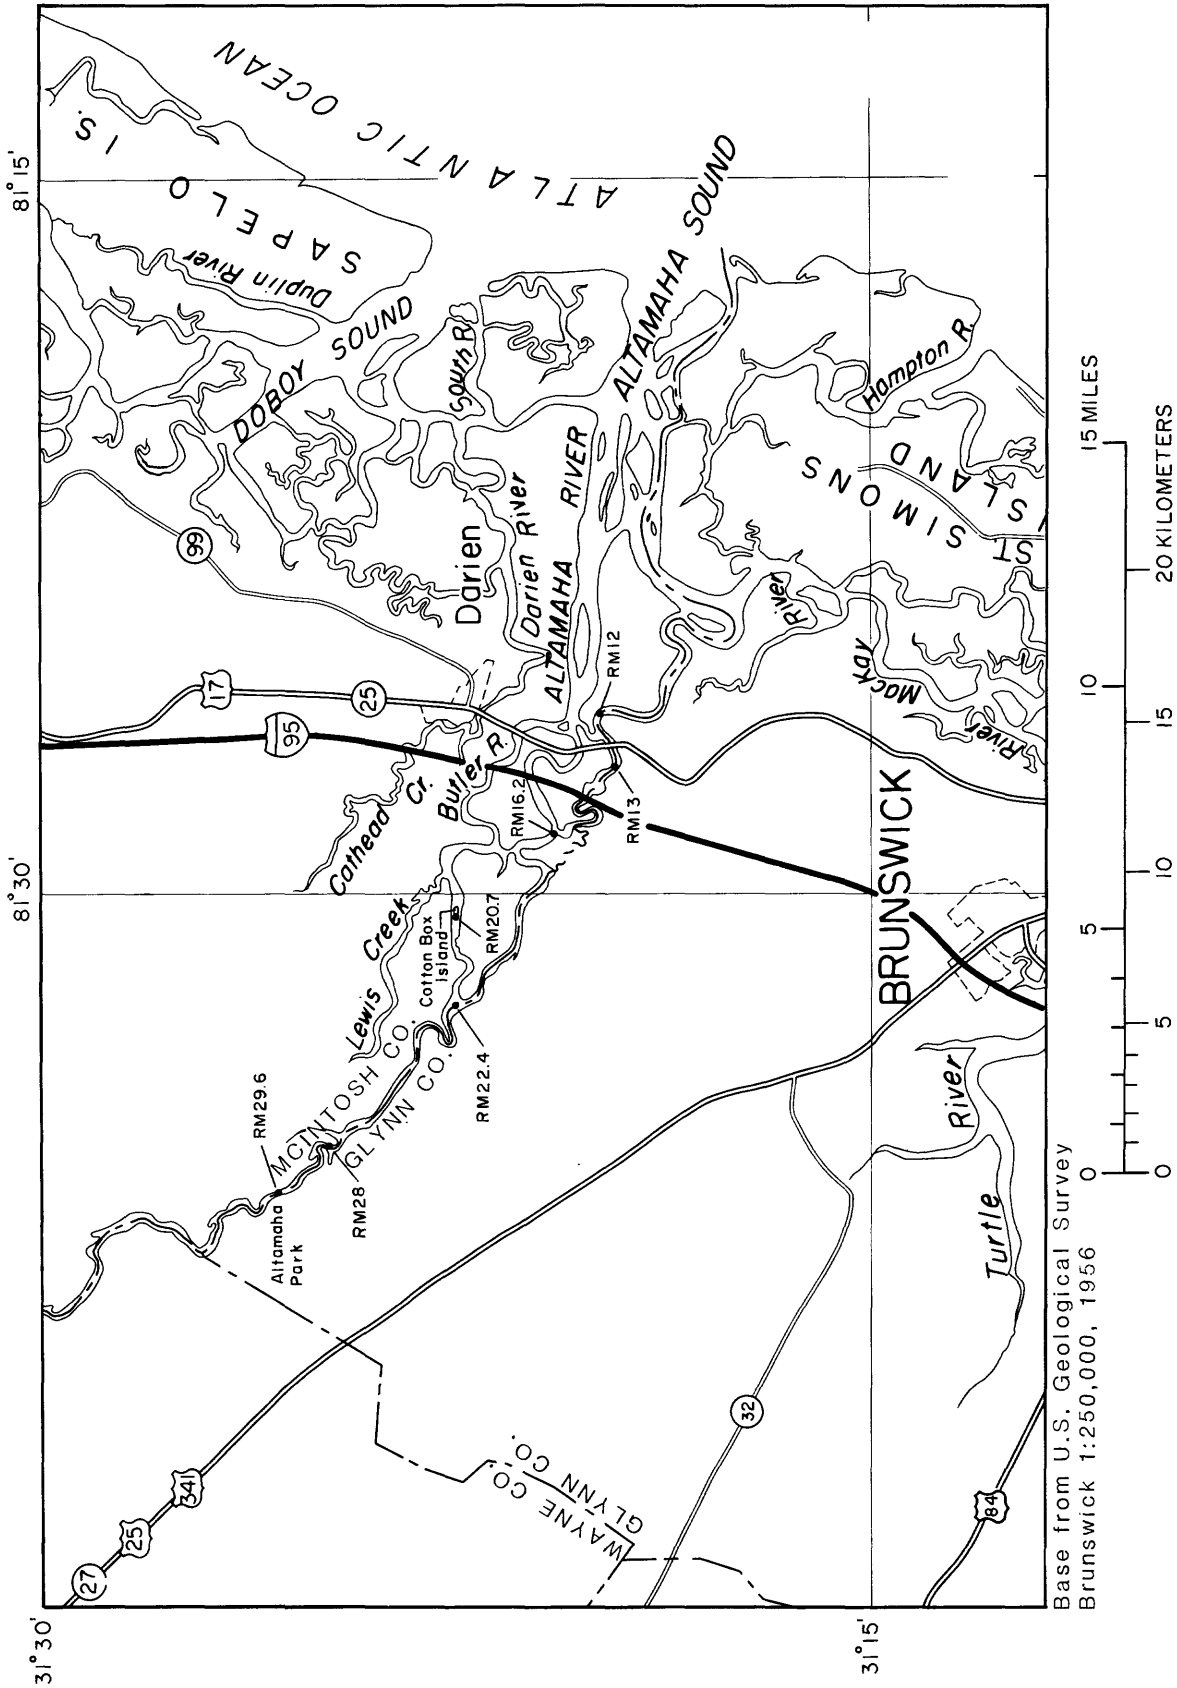 31°30'
81°30'
81°15'
31°15'
SAPELO IS.
ATLANTIC OCEAN
Duplin River
DOBOY SOUND
South R.
ALTAMAHA SOUND
99
Darien
Darien River
ALTAMAHA RIVER
ALTAMAHA
17
25
95
Cathead Cr.
Butler R.
RM16.2
RM12
RM13
Lewis Creek
Cotton Box
Island
RM20.7
RM22.4
MCINTOSH CO.
GLYNN CO.
RM29.6
RM28
Altamaha
Park
Hampton R.
ST. SIMONS
ISLAND
River
Mackay
River
BRUNSWICK
27
25
341
WAYNE CO.
GLYNN CO.
32
84
Turtle River
Base from U.S. Geological Survey
Brunswick 1:250,000, 1956
0 5 10 15 MILES
0 5 10 15 20 KILOMETERS